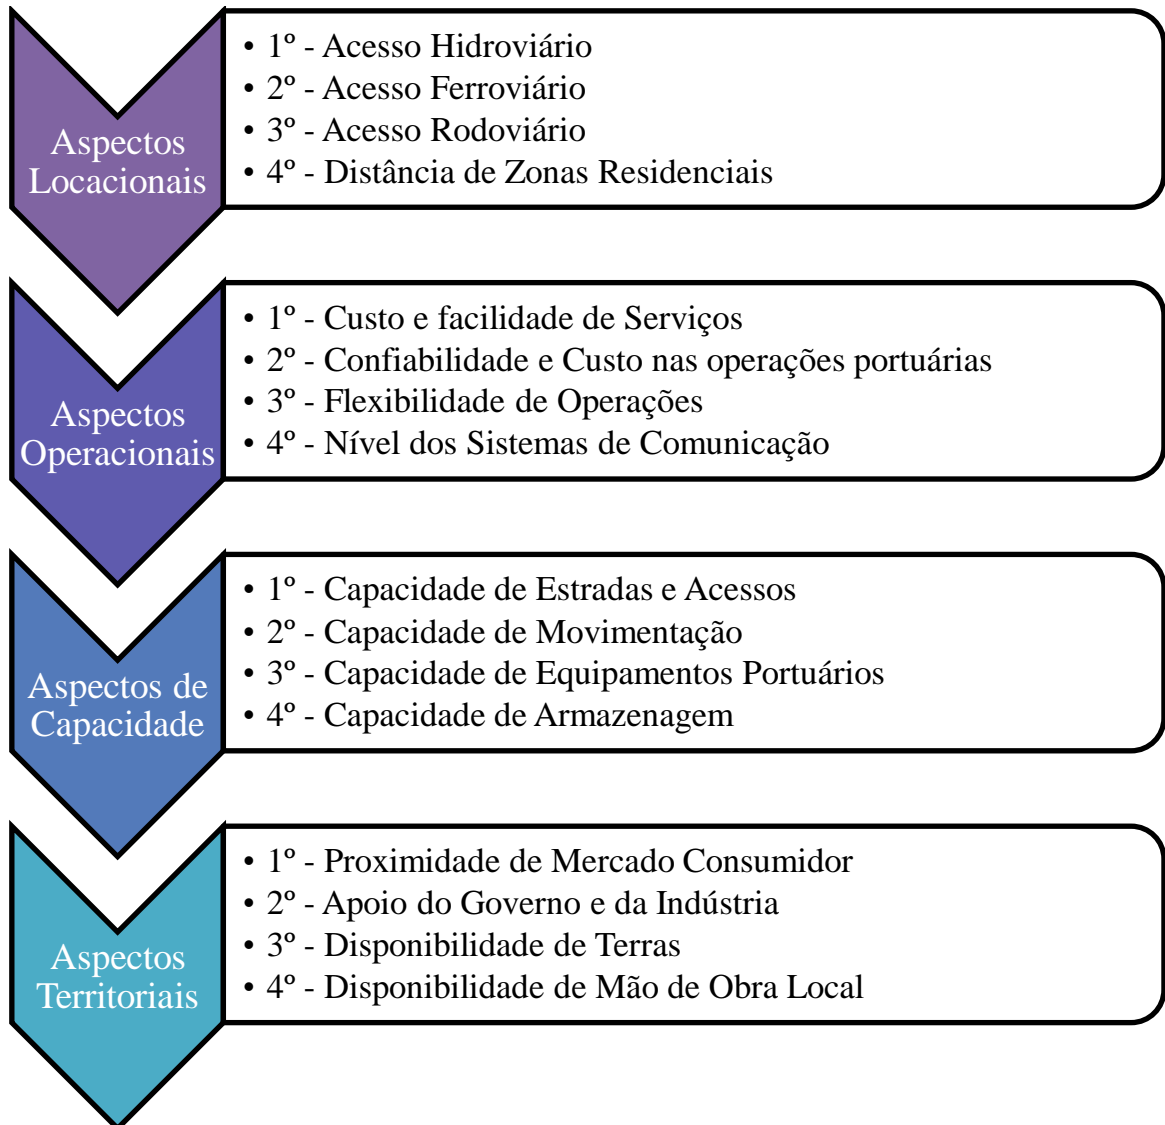 Aspectos
Locacionais
• 1º - Acesso Hidroviário
• 2º - Acesso Ferroviário
• 3º - Acesso Rodoviário
• 4º - Distância de Zonas Residenciais
Aspectos
Operacionais
• 1º - Custo e facilidade de Serviços
• 2º - Confiabilidade e Custo nas operações portuárias
• 3º - Flexibilidade de Operações
• 4º - Nível dos Sistemas de Comunicação
Aspectos de
Capacidade
• 1º - Capacidade de Estradas e Acessos
• 2º - Capacidade de Movimentação
• 3º - Capacidade de Equipamentos Portuários
• 4º - Capacidade de Armazenagem
Aspectos
Territoriais
• 1º - Proximidade de Mercado Consumidor
• 2º - Apoio do Governo e da Indústria
• 3º - Disponibilidade de Terras
• 4º - Disponibilidade de Mão de Obra Local